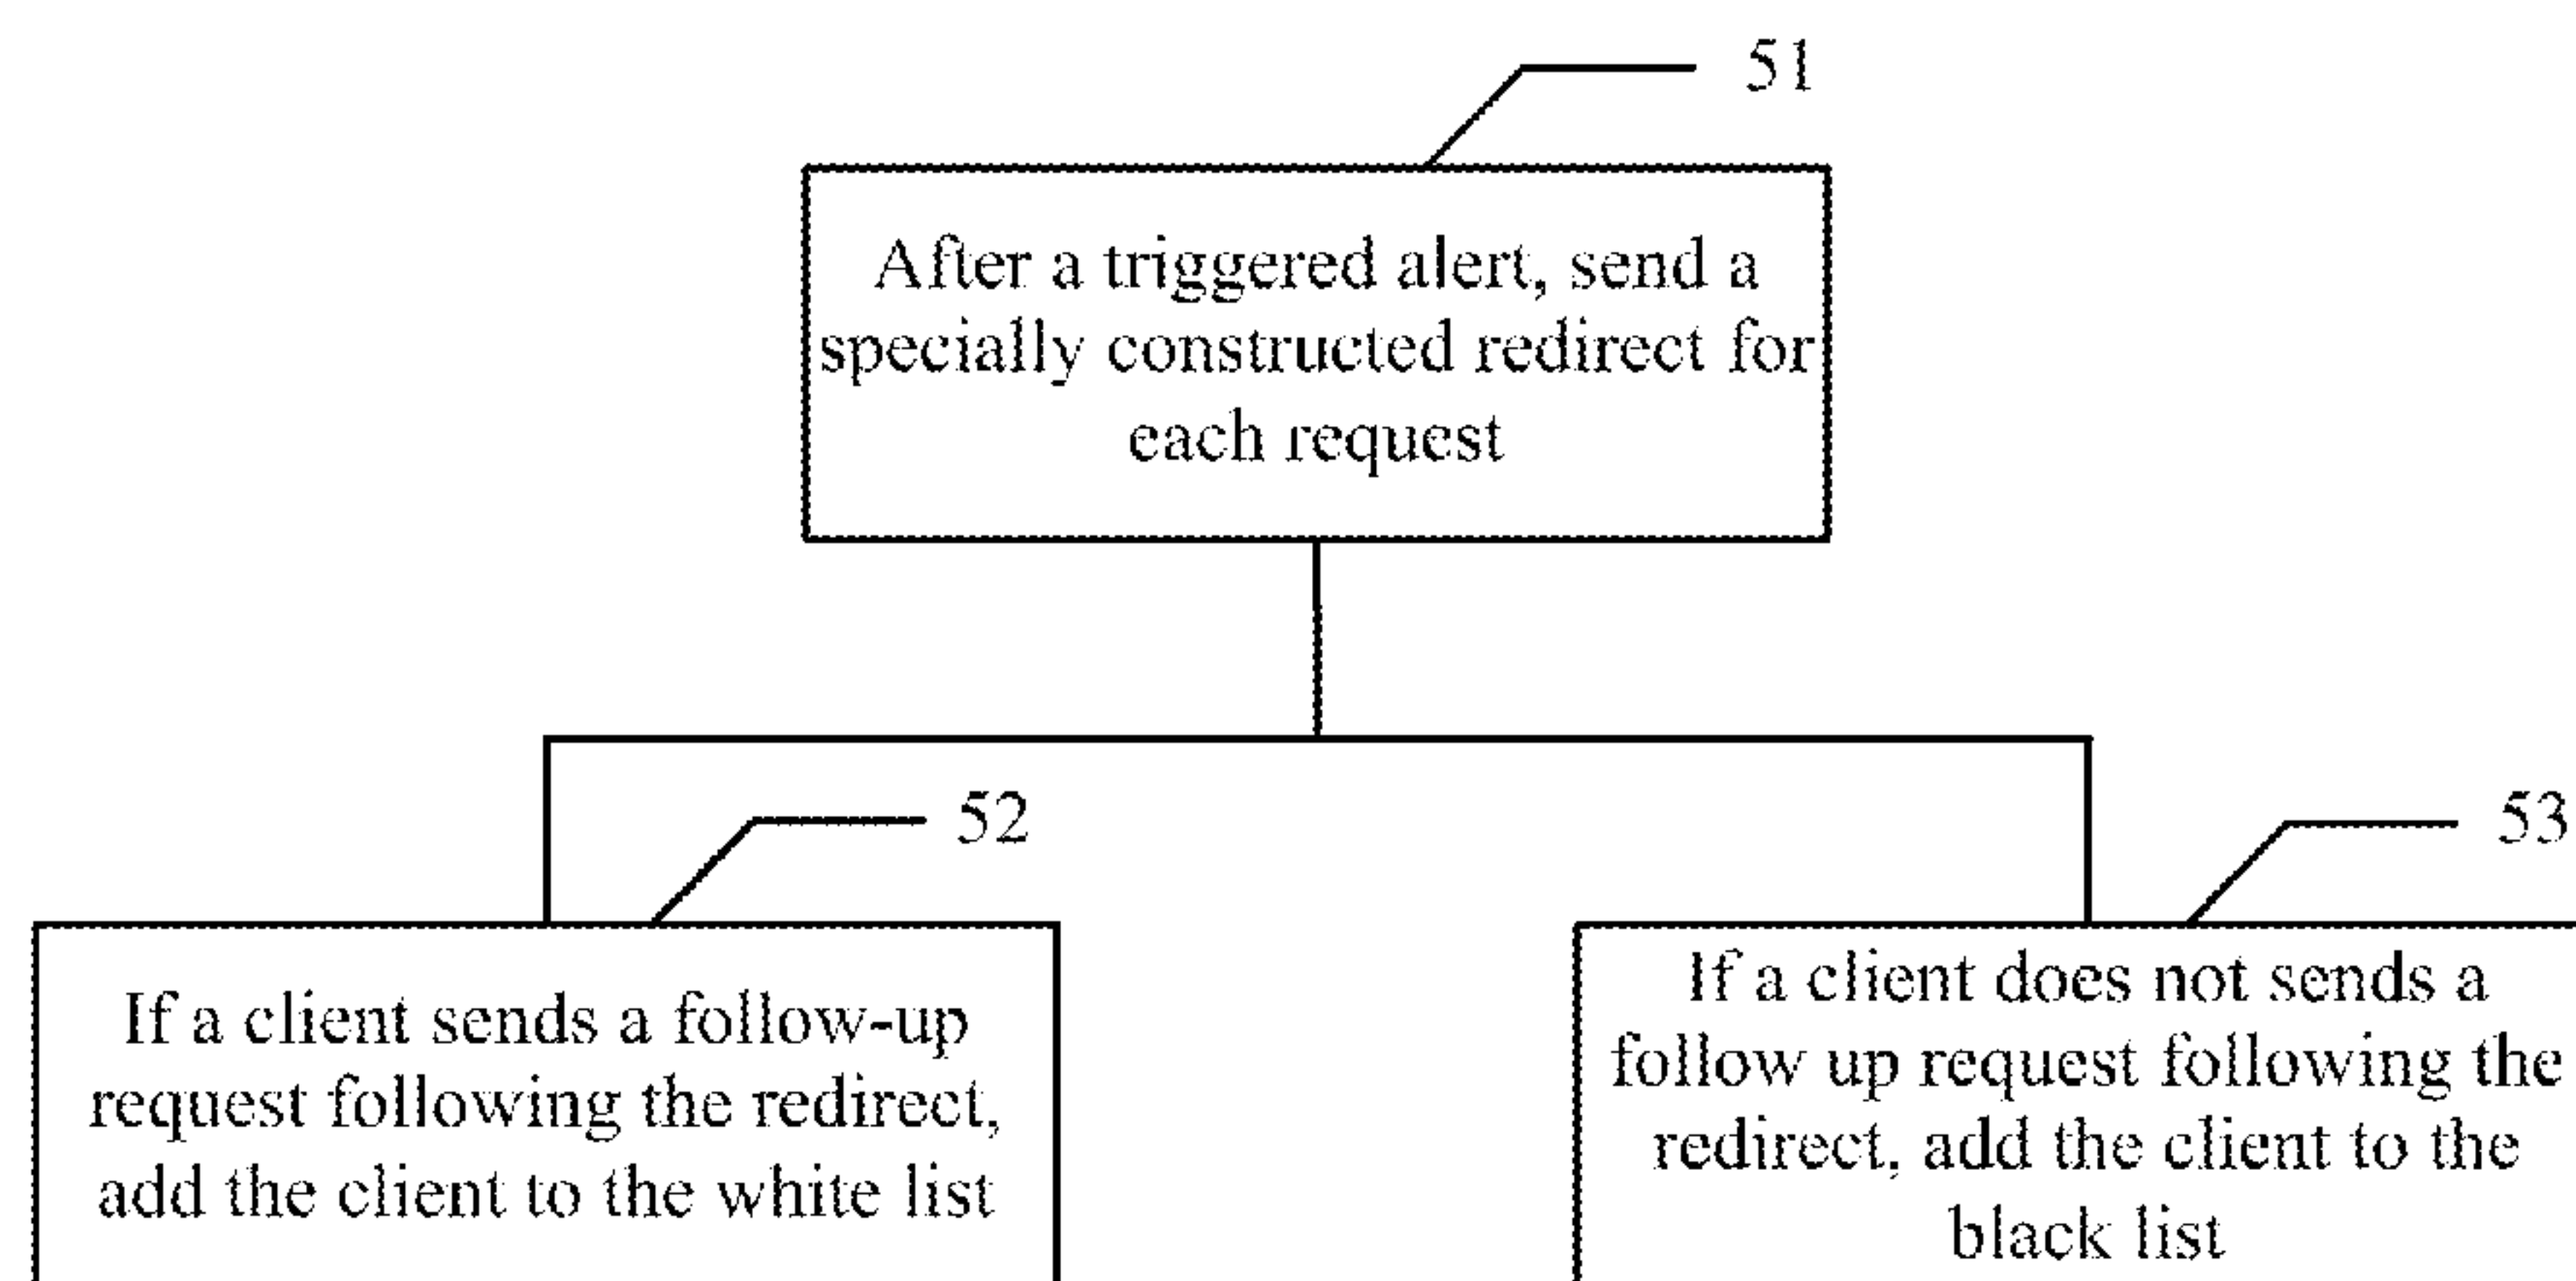 51
After a triggered alert, send a
specially constructed redirect for
each request
52
53
If a client sends a follow-up
request following the redirect,
add the client to the white list
If a client does not sends a
follow up request following the
redirect, add the client to the
black list